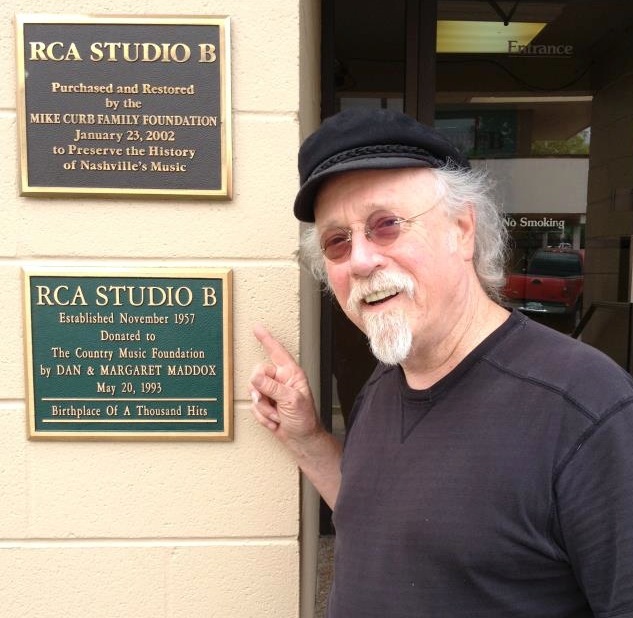 RCA STUDIO B
Purchased and Restored
by the
MIKE CURB FAMILY FOUNDATION
January 23, 2002
to Preserve the History
of Nashville's Music
RCA STUDIO B
Established November 1957
Donated to
The Country Music Foundation
by DAN & MARGARET MADDOX
May 20, 1993
Birthplace Of A Thousand Hits
Entrance
No Smoking